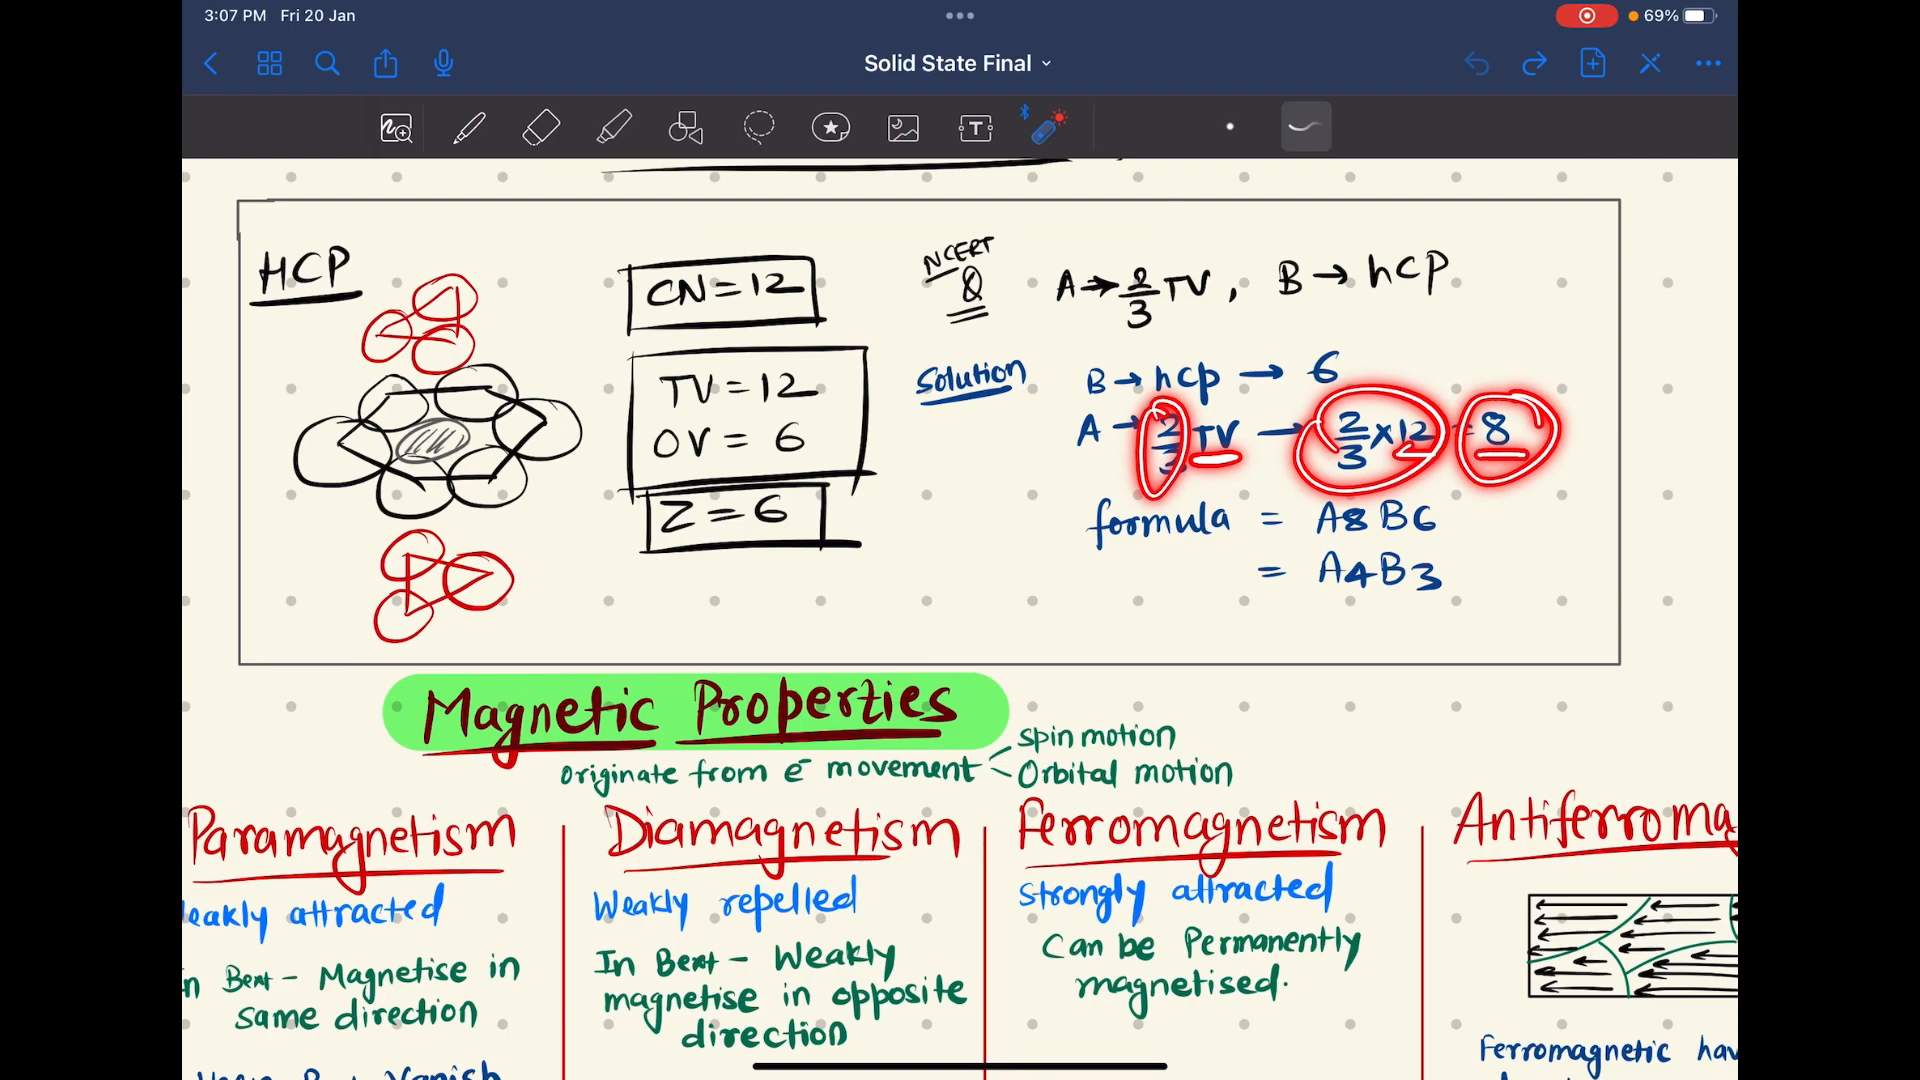 3:07 PM Fri 20 Jan
69%
Solid State Final
T
HCP
CN = 12
TV = 12
OV = 6
Z = 6
NCERT
Q
A → 2/3 TV, B → hcp
Solution
B → hcp → 6
A → 2/3 TV → 2/3 × 12 = 8
formula = A8 B6
= A4B3
Magnetic Properties
originate from e⁻ movement
spin motion
Orbital motion
Paramagnetism
eakly attracted
n Bext - Magnetise in
same direction
Diamagnetism
Weakly repelled
In Bext - Weakly
magnetise in opposite
direction
Ferromagnetism
Strongly attracted
Can be Permanently
magnetised.
Antiferroma
Ferromagnetic hav